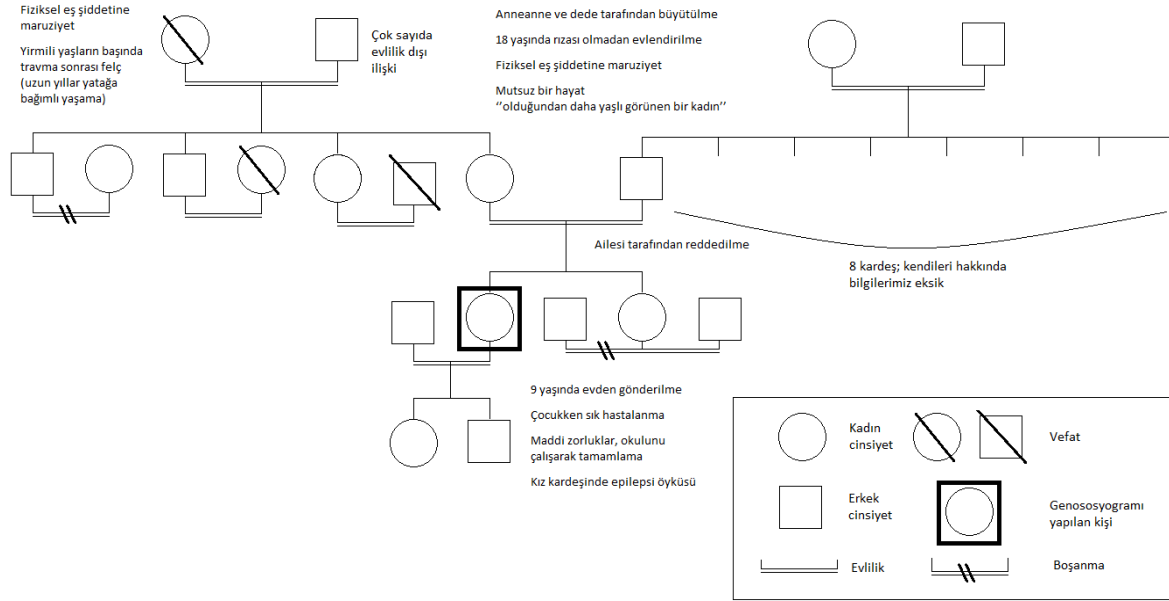 Fiziksel eş şiddetine
maruziyet
Yirmili yaşların başında
travma sonrası felç
(uzun yıllar yatağa
bağımlı yaşama)
Çok sayıda
evlilik dışı
ilişki
Anneanne ve dede tarafından büyütülme
18 yaşında rızası olmadan evlendirilme
Fiziksel eş şiddetine maruziyet
Mutsuz bir hayat
‘‘olduğundan daha yaşlı görünen bir kadın’’
Ailesi tarafından reddedilme
8 kardeş; kendileri hakkında
bilgilerimiz eksik
9 yaşında evden gönderilme
Çocukken sık hastalanma
Maddi zorluklar, okulunu
çalışarak tamamlama
Kız kardeşinde epilepsi öyküsü
Kadın
cinsiyet
Vefat
Erkek
cinsiyet
Genososyogramı
yapılan kişi
Evlilik
Boşanma